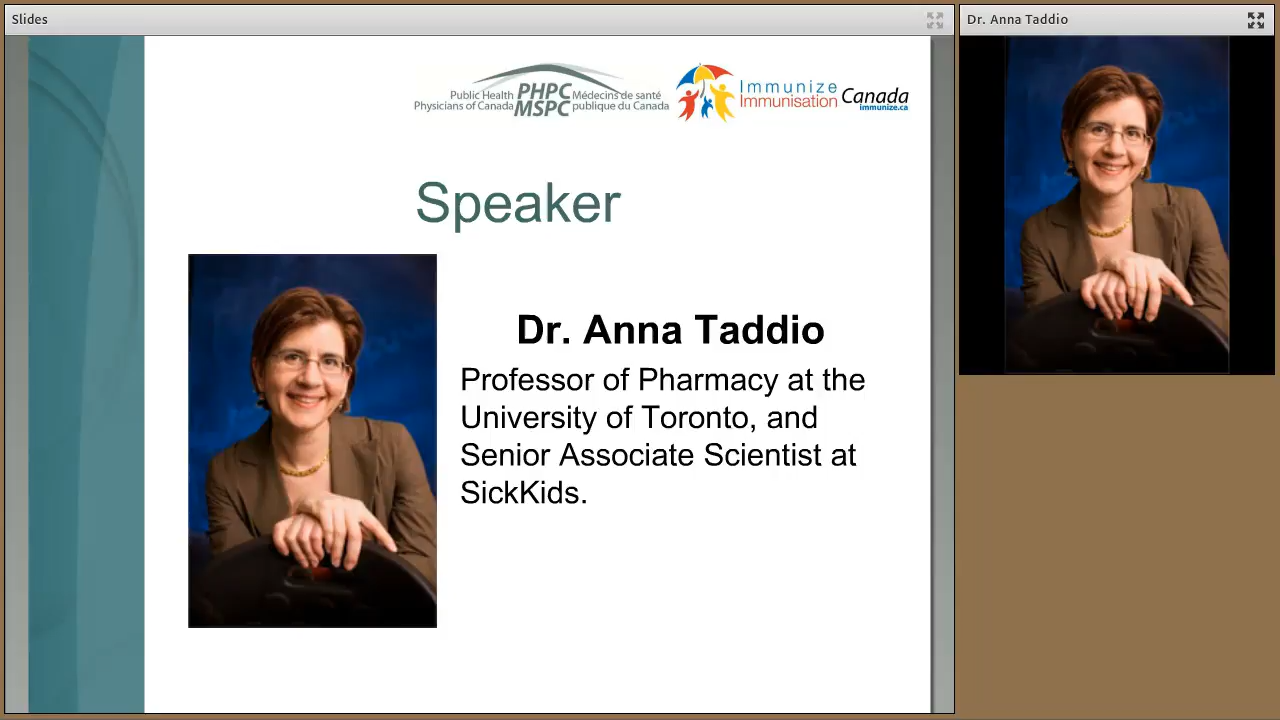 Slides
Dr. Anna Taddio
Public Health
Physicians of Canada
PHPC
MSPC
Médecins de santé
publique du Canada
Immunize
Immunisation
Canada
immunize.ca
Speaker
Dr. Anna Taddio
Professor of Pharmacy at the
University of Toronto, and
Senior Associate Scientist at
SickKids.